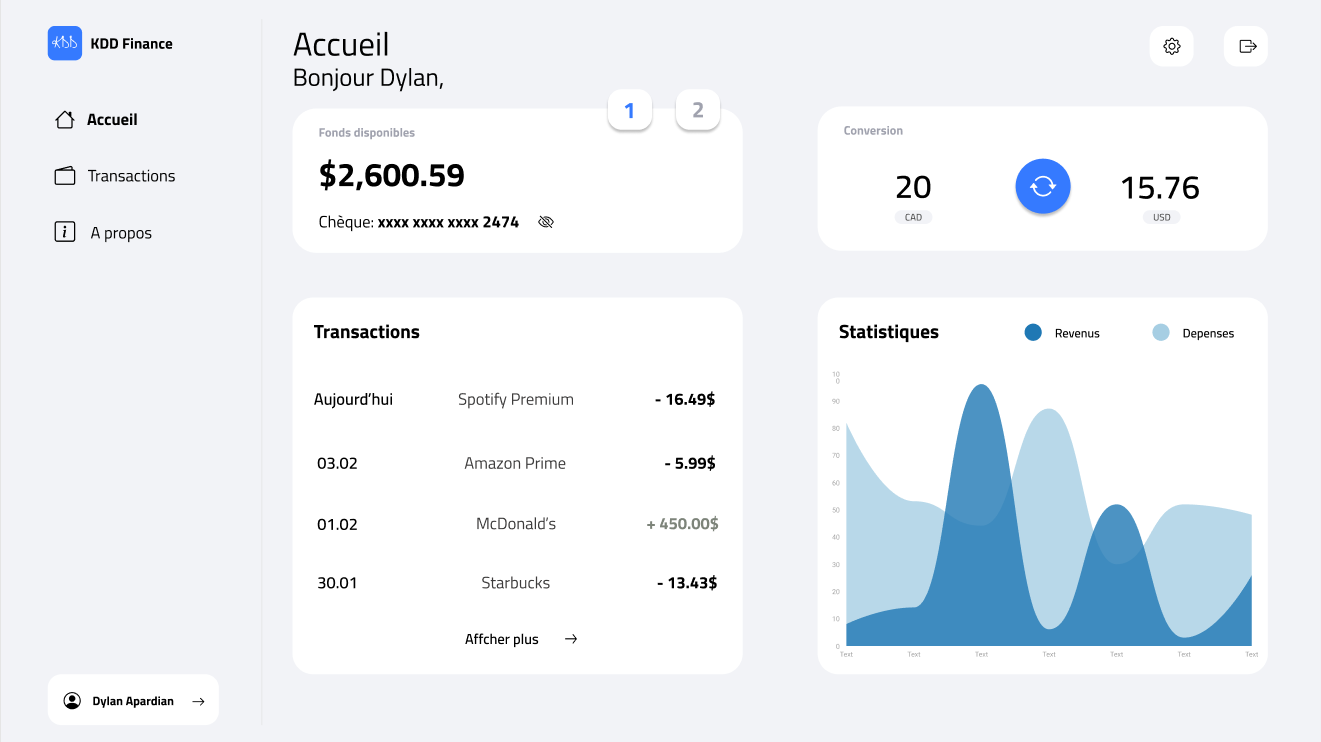 KDD
KDD Finance
Accueil
Transactions
A propos
Dylan Apardian
Accueil
Bonjour Dylan,
1
2
Fonds disponibles
$2,600.59
Chèque: xxxx xxxx xxxx 2474
Conversion
20
CAD
15.76
USD
Transactions
Aujourd’hui Spotify Premium - 16.49$
03.02 Amazon Prime - 5.99$
01.02 McDonald’s + 450.00$
30.01 Starbucks - 13.43$
Affcher plus
Statistiques
Revenus
Depenses
10
0
90
80
70
60
50
40
30
20
10
0
Text Text Text Text Text Text Text